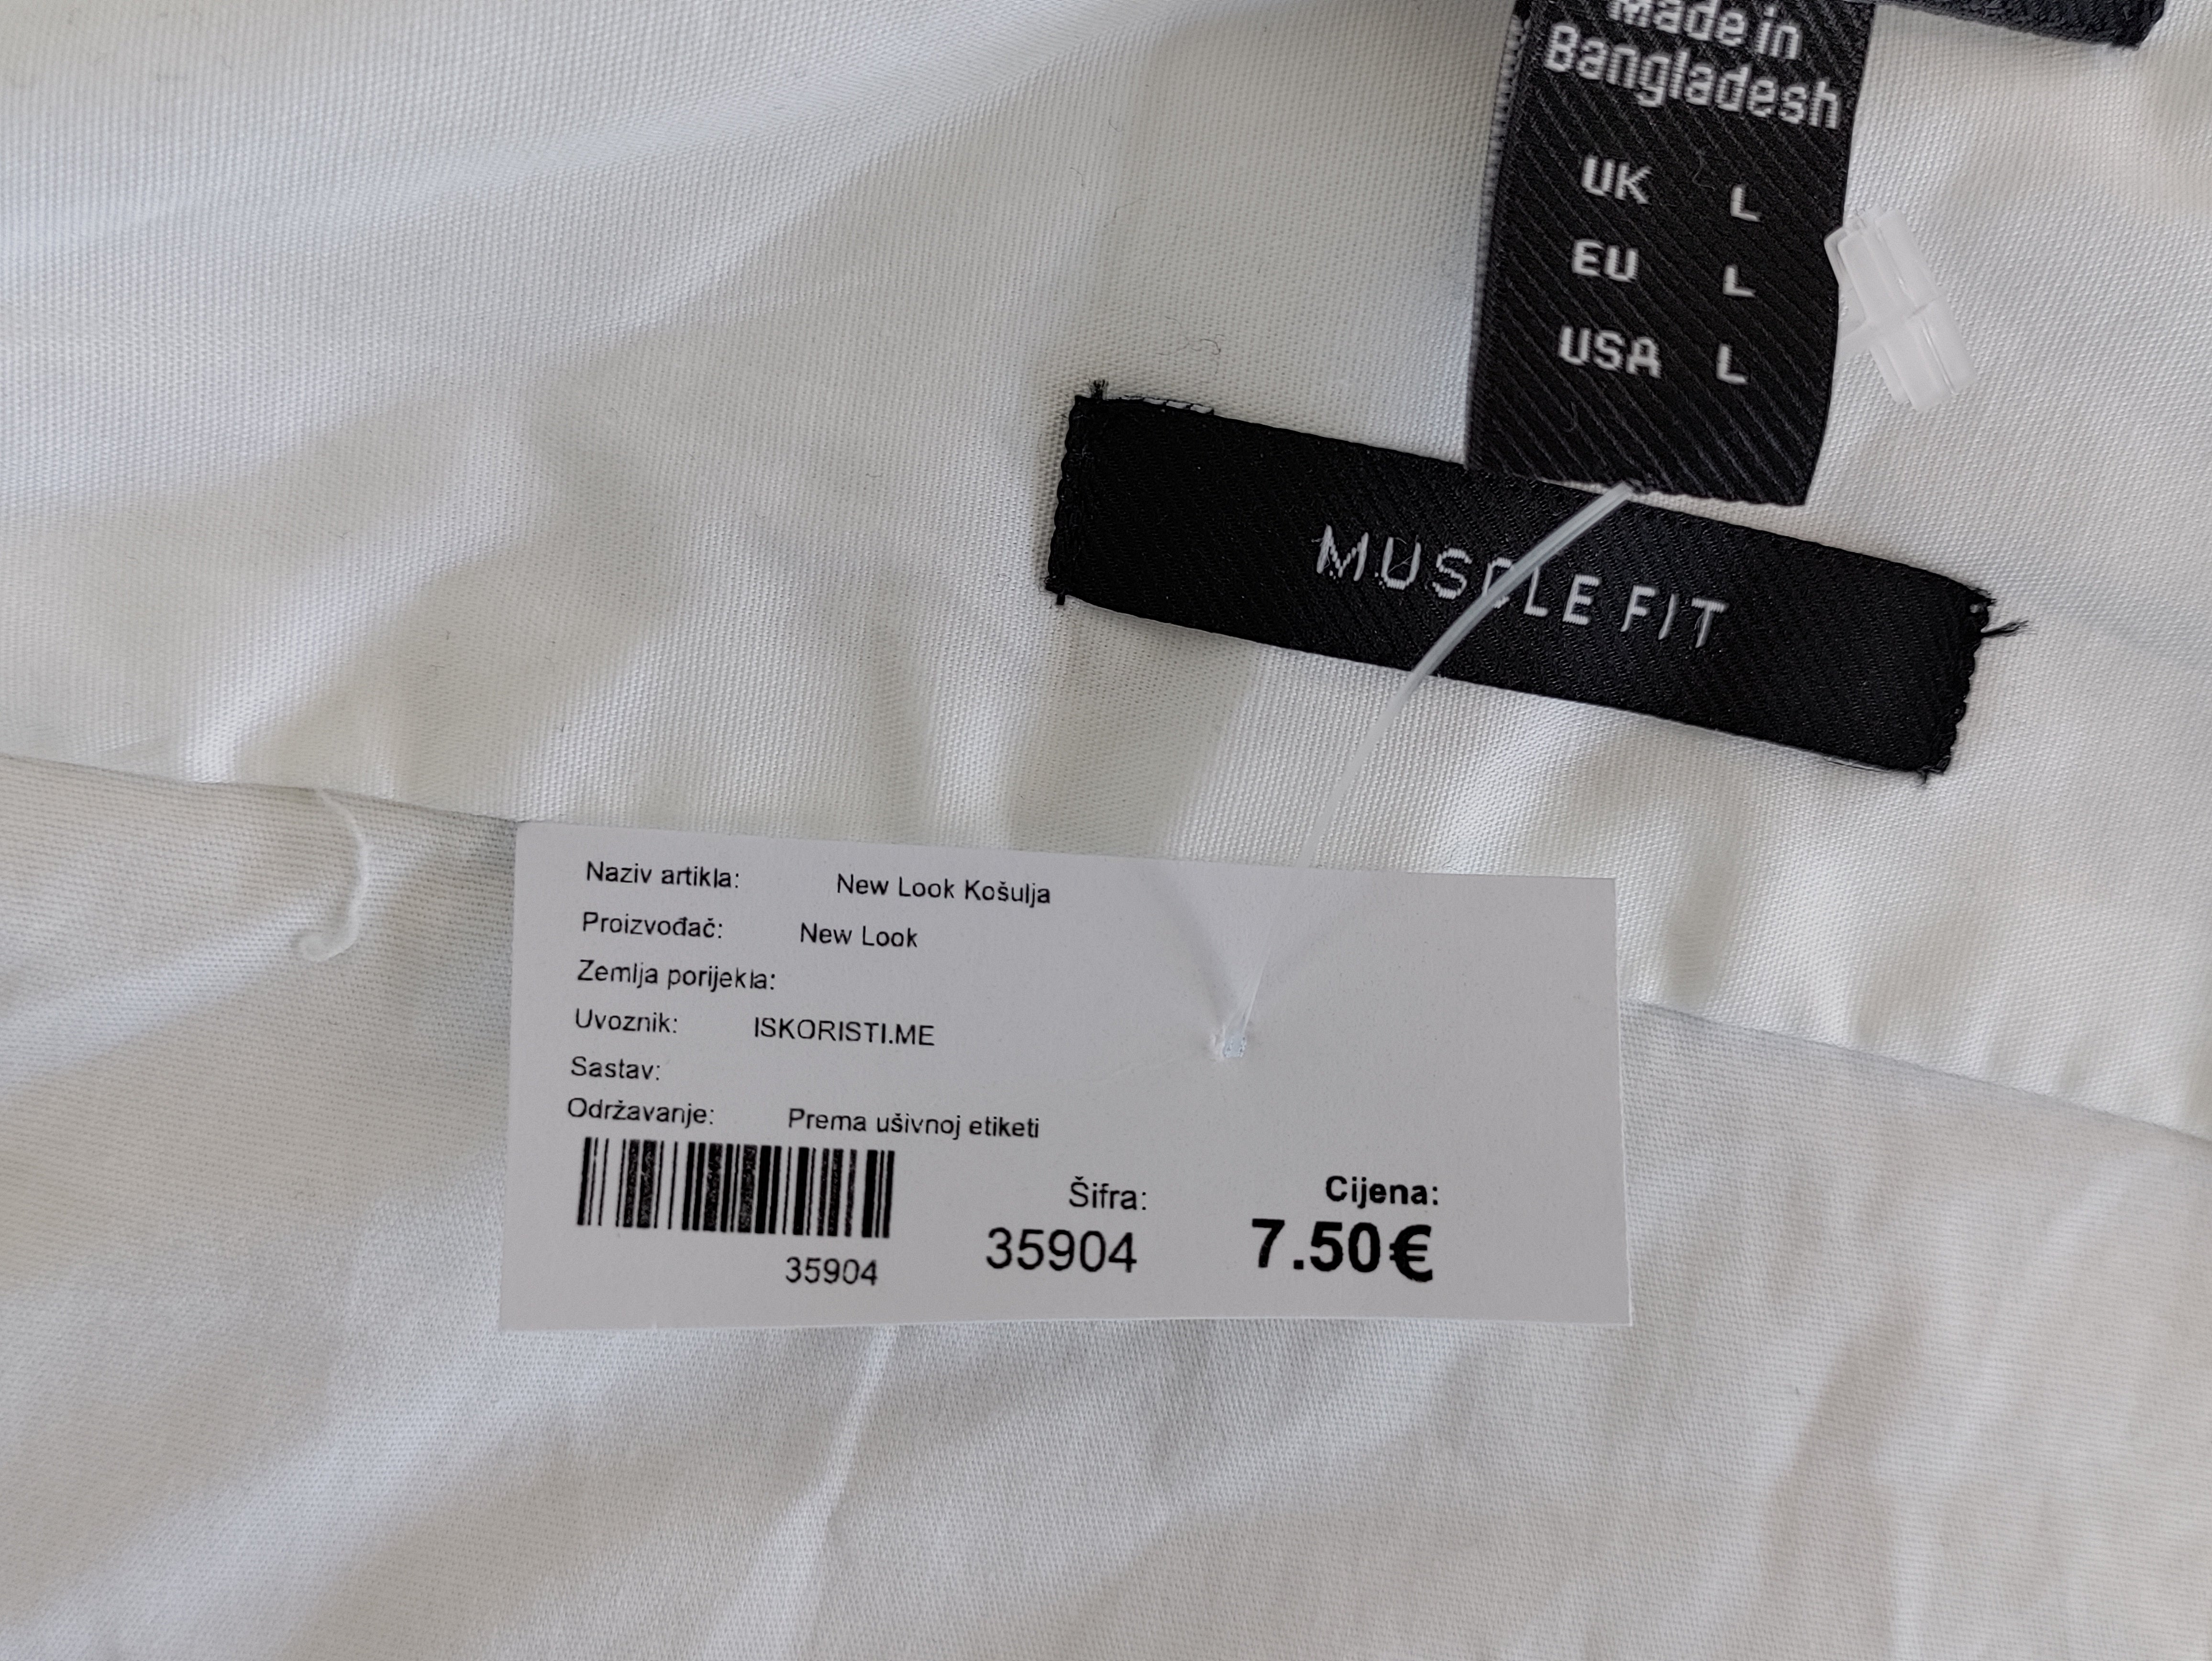 Made in
Bangladesh
UK L
EU L
USA L
MUSCLE FIT
Naziv artikla: New Look Košulja
Proizvođač: New Look
Zemlja porijekla:
Uvoznik: ISKORISTI.ME
Sastav:
Održavanje: Prema ušivnoj etiketi
35904
Šifra:
35904
Cijena:
7.50€